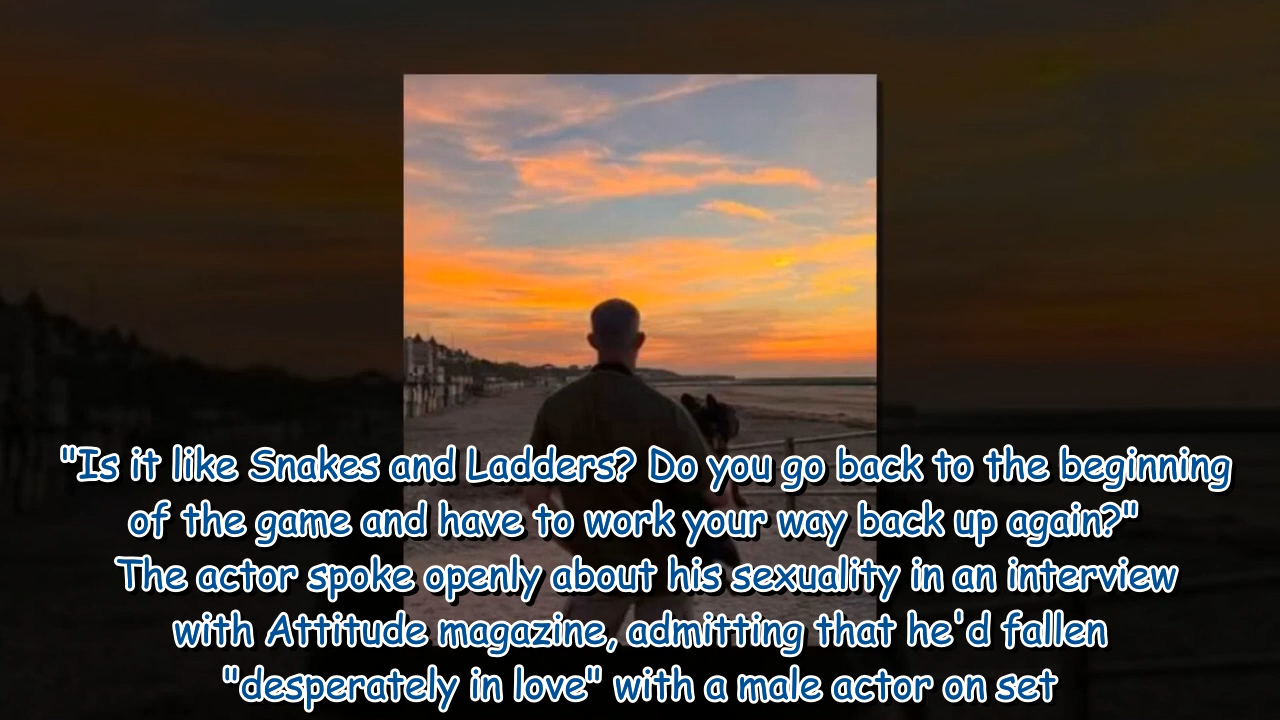 "Is it like Snakes and Ladders? Do you go back to the beginning
of the game and have to work your way back up again?"
The actor spoke openly about his sexuality in an interview
with Attitude magazine, admitting that he'd fallen
"desperately in love" with a male actor on set